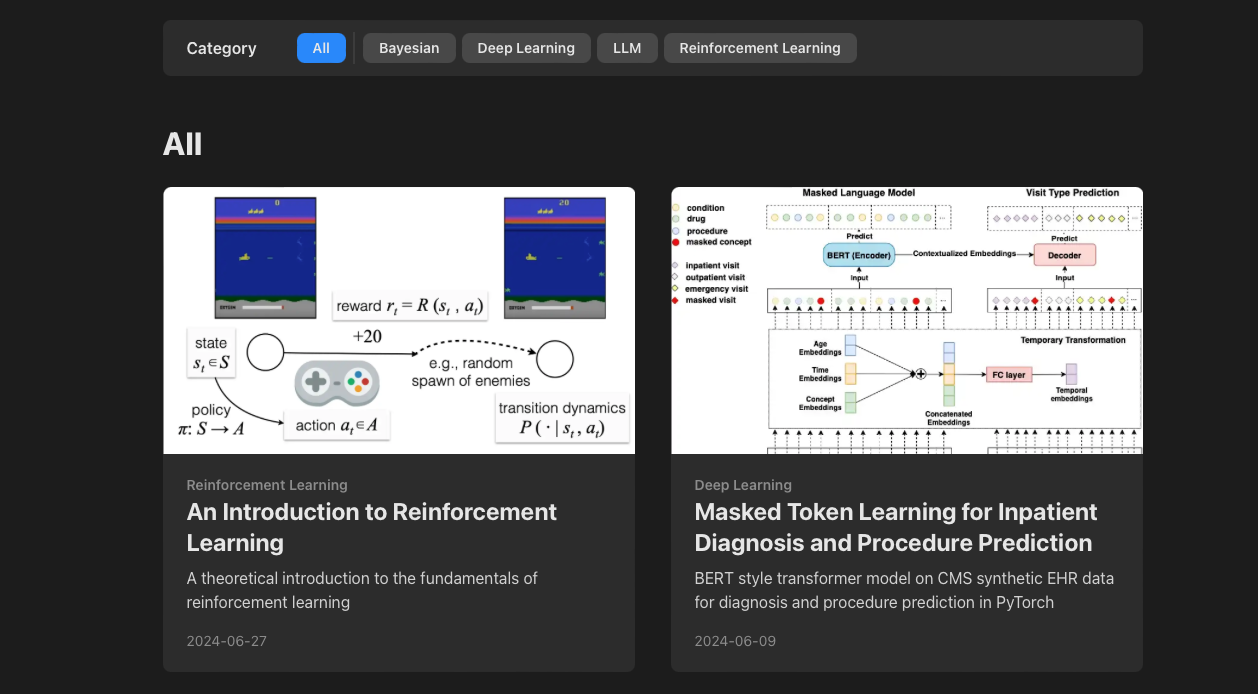 Category
All
Bayesian
Deep Learning
LLM
Reinforcement Learning
All
0
20
reward r_t = R (s_t , a_t)
+20
state
s_t ∈ S
e.g., random
spawn of enemies
policy
π: S → A
action a_t ∈ A
transition dynamics
P ( · | s_t , a_t)
Masked Language Model
Visit Type Prediction
condition
drug
procedure
masked concept
inpatient visit
outpatient visit
emergency visit
masked visit
...
...
Predict
Predict
BERT (Encoder)
Contextualized Embeddings
Decoder
Input
Input
...
...
Temporary Transformation
Age
Embeddings
Time
Embeddings
Concept
Embeddings
FC layer
Concatenated
Embeddings
Temporal
embeddings
Reinforcement Learning
An Introduction to Reinforcement
Learning
A theoretical introduction to the fundamentals of
reinforcement learning
2024-06-27
Deep Learning
Masked Token Learning for Inpatient
Diagnosis and Procedure Prediction
BERT style transformer model on CMS synthetic EHR data
for diagnosis and procedure prediction in PyTorch
2024-06-09